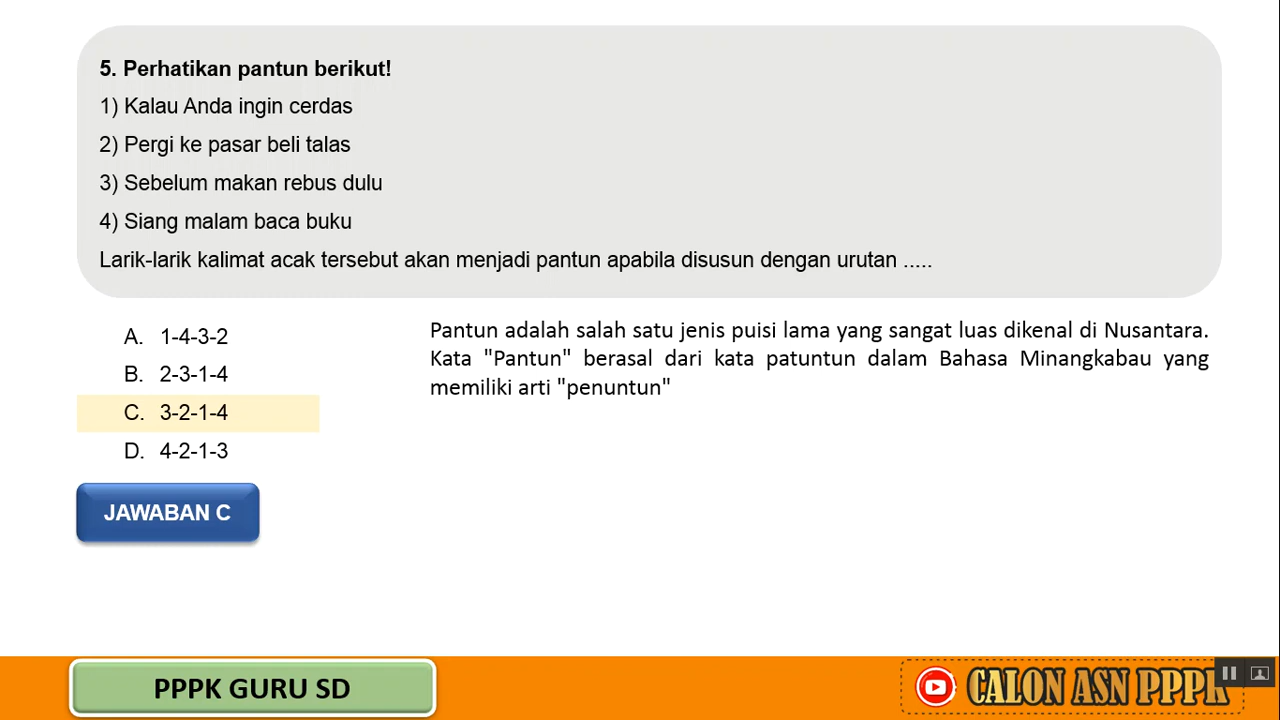 5. Perhatikan pantun berikut!
1) Kalau Anda ingin cerdas
2) Pergi ke pasar beli talas
3) Sebelum makan rebus dulu
4) Siang malam baca buku
Larik-larik kalimat acak tersebut akan menjadi pantun apabila disusun dengan urutan .....
A. 1-4-3-2
B. 2-3-1-4
C. 3-2-1-4
D. 4-2-1-3
JAWABAN C
Pantun adalah salah satu jenis puisi lama yang sangat luas dikenal di Nusantara.
Kata "Pantun" berasal dari kata patuntun dalam Bahasa Minangkabau yang
memiliki arti "penuntun"
PPPK GURU SD
CALON ASN PPPK